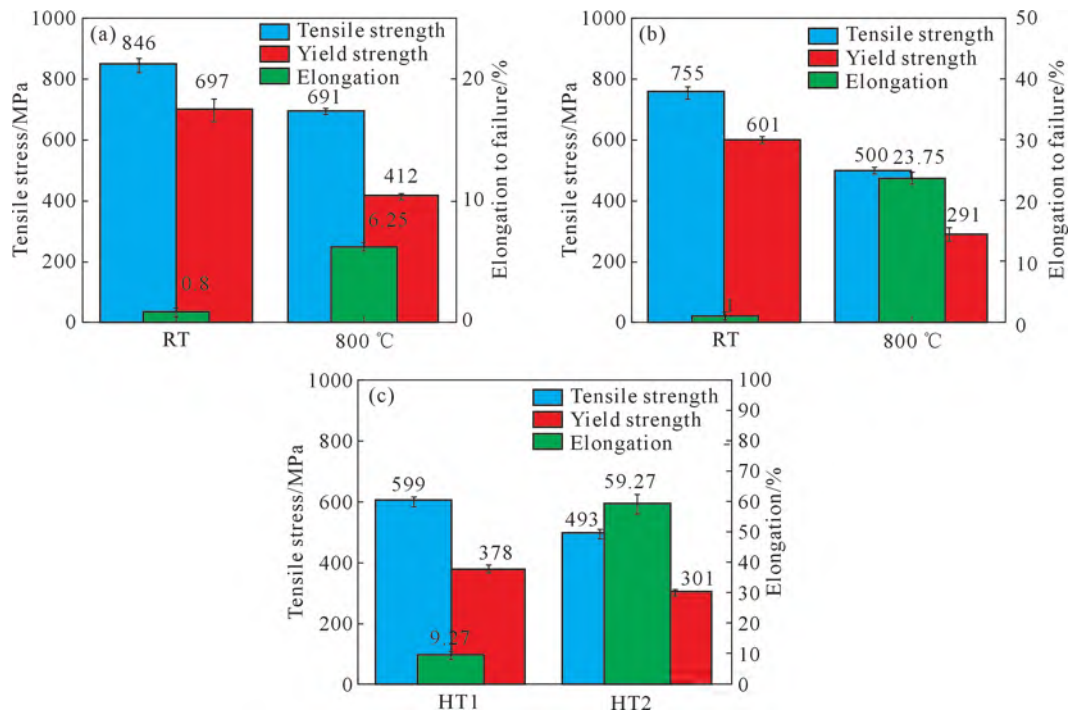 (a)
Tensile strength
Yield strength
Elongation
1000
800
600
400
200
0
Tensile stress/MPa
846
697
0.8
691
412
6.25
RT
800 ℃
20
10
0
Elongation to failure/%
(b)
Tensile strength
Yield strength
Elongation
1000
800
600
400
200
0
Tensile stress/MPa
755
601
1
500
23.75
291
RT
800 ℃
50
40
30
20
10
0
Elongation to failure/%
(c)
Tensile strength
Yield strength
Elongation
1000
800
600
400
200
0
Tensile stress/MPa
599
378
9.27
493
59.27
301
HT1
HT2
100
90
80
70
60
50
40
30
20
10
0
Elongation/%